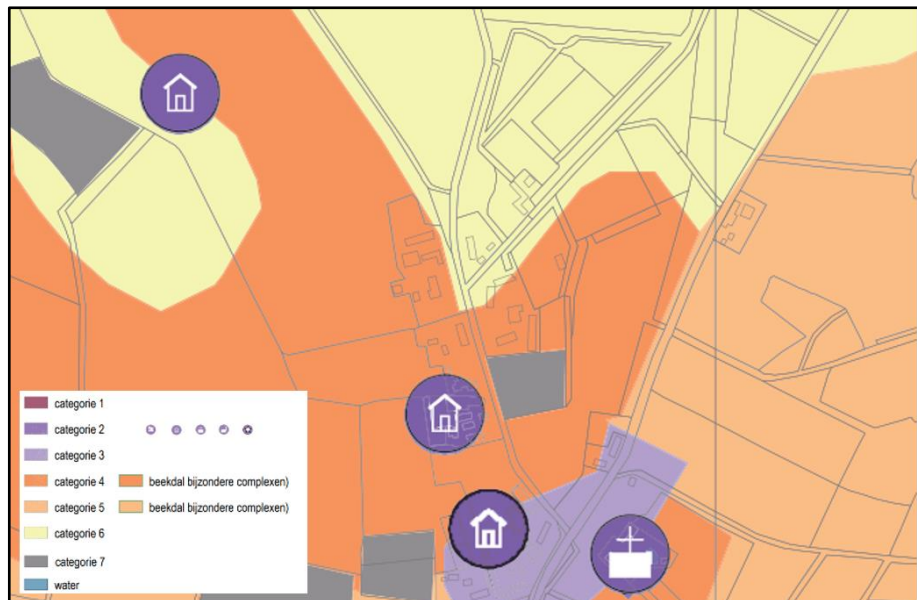 categorie 1
categorie 2
categorie 3
categorie 4 beekdal bijzondere complexen)
categorie 5 beekdal bijzondere complexen)
categorie 6
categorie 7
water